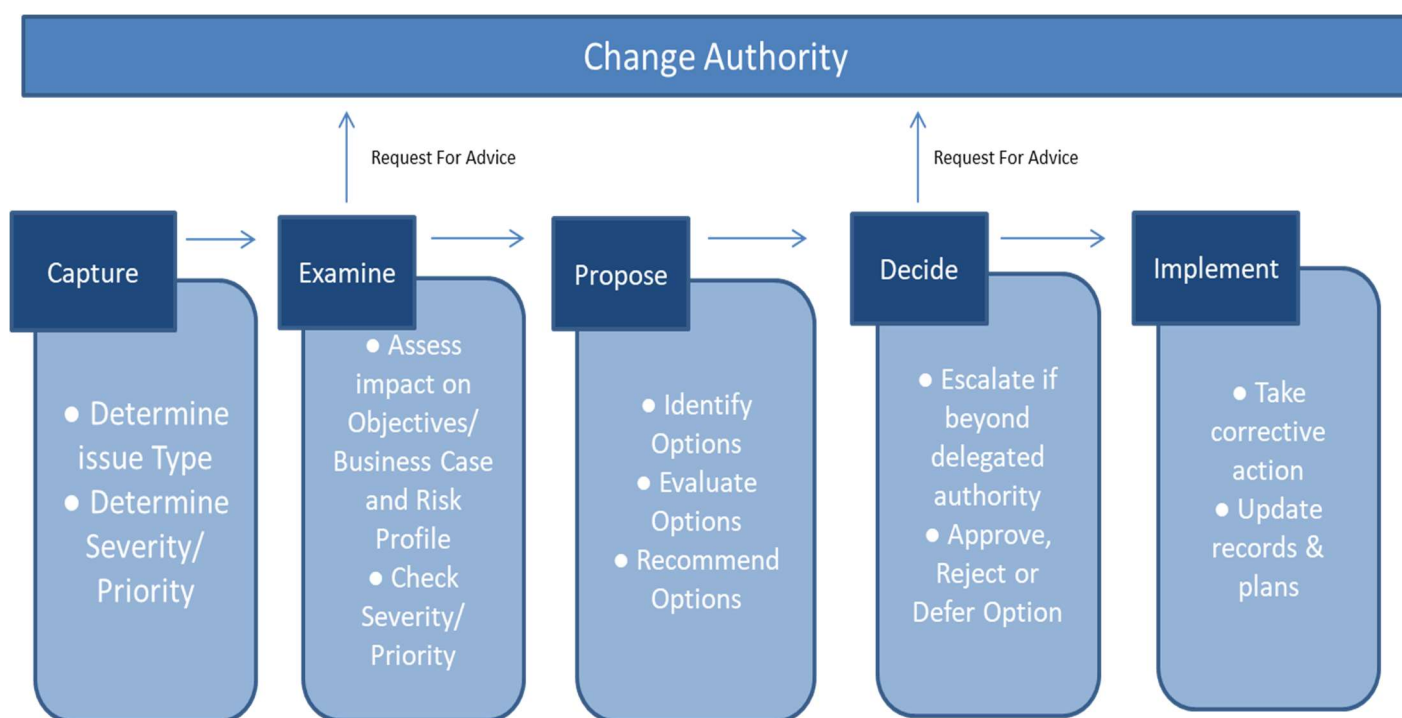 Change Authority
Request For Advice
Request For Advice
Capture
● Determine
issue Type
● Determine
Severity/
Priority
Examine
● Assess
impact on
Objectives/
Business Case
and Risk
Profile
● Check
Severity/
Priority
Propose
● Identify
Options
● Evaluate
Options
● Recommend
Options
Decide
● Escalate if
beyond
delegated
authority
● Approve,
Reject or
Defer Option
Implement
● Take
corrective
action
● Update
records &
plans